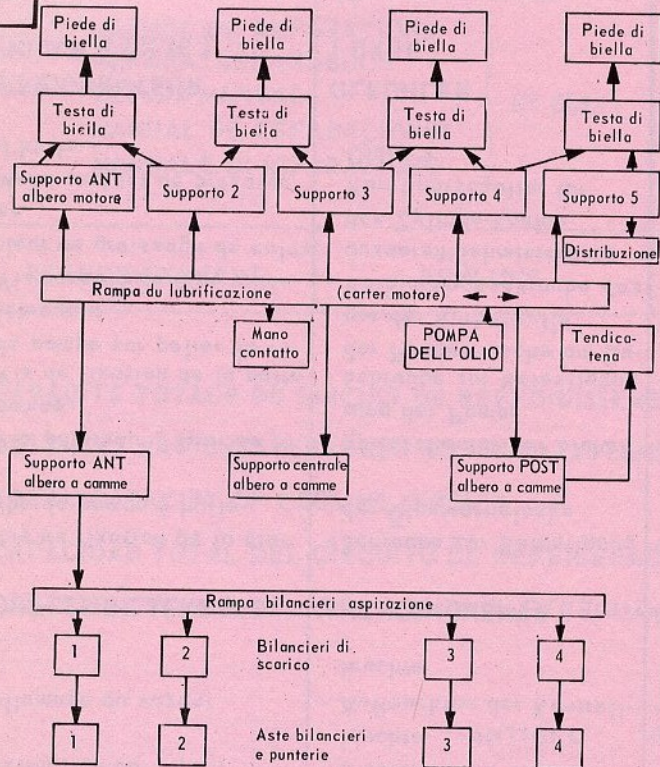 Piede di
biella
Piede di
biella
Piede di
biella
Piede di
biella
Testa di
biella
Testa di
biella
Testa di
biella
Testa di
biella
Supporto ANT
albero motore
Supporto 2
Supporto 3
Supporto 4
Supporto 5
Distribuzione
Rampa du lubrificazione (carter motore)
Mano
contatto
POMPA
DELL'OLIO
Tendica-
tena
Supporto ANT
albero a camme
Supporto centrale
albero a camme
Supporto POST
albero a camme
Rampa bilancieri aspirazione
1
2
Bilancieri di
scarico
3
4
1
2
Aste bilancieri
e punterie
3
4